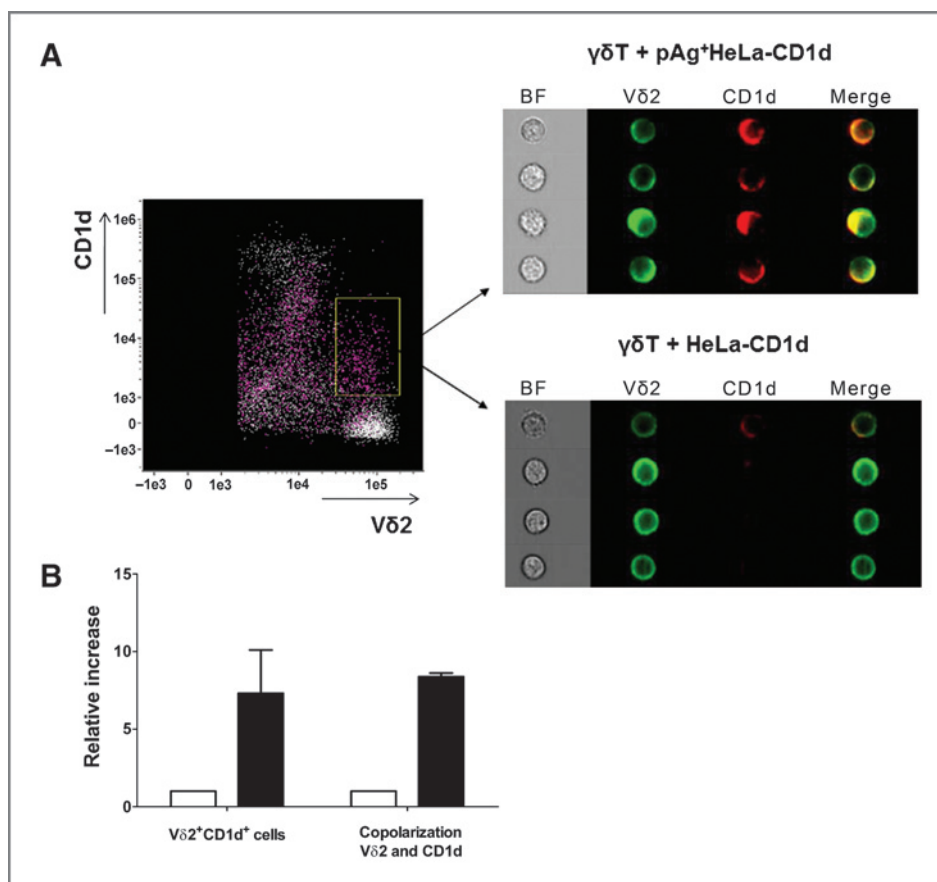 A
γδT + pAg⁺HeLa-CD1d
BF Vδ2 CD1d Merge
CD1d
1e6
1e5
1e4
1e3
0
−1e3
−1e3 0 1e3 1e4 1e5
Vδ2
γδT + HeLa-CD1d
BF Vδ2 CD1d Merge
B
Relative increase
15
10
5
0
Vδ2⁺CD1d⁺ cells
Copolarization
Vδ2 and CD1d